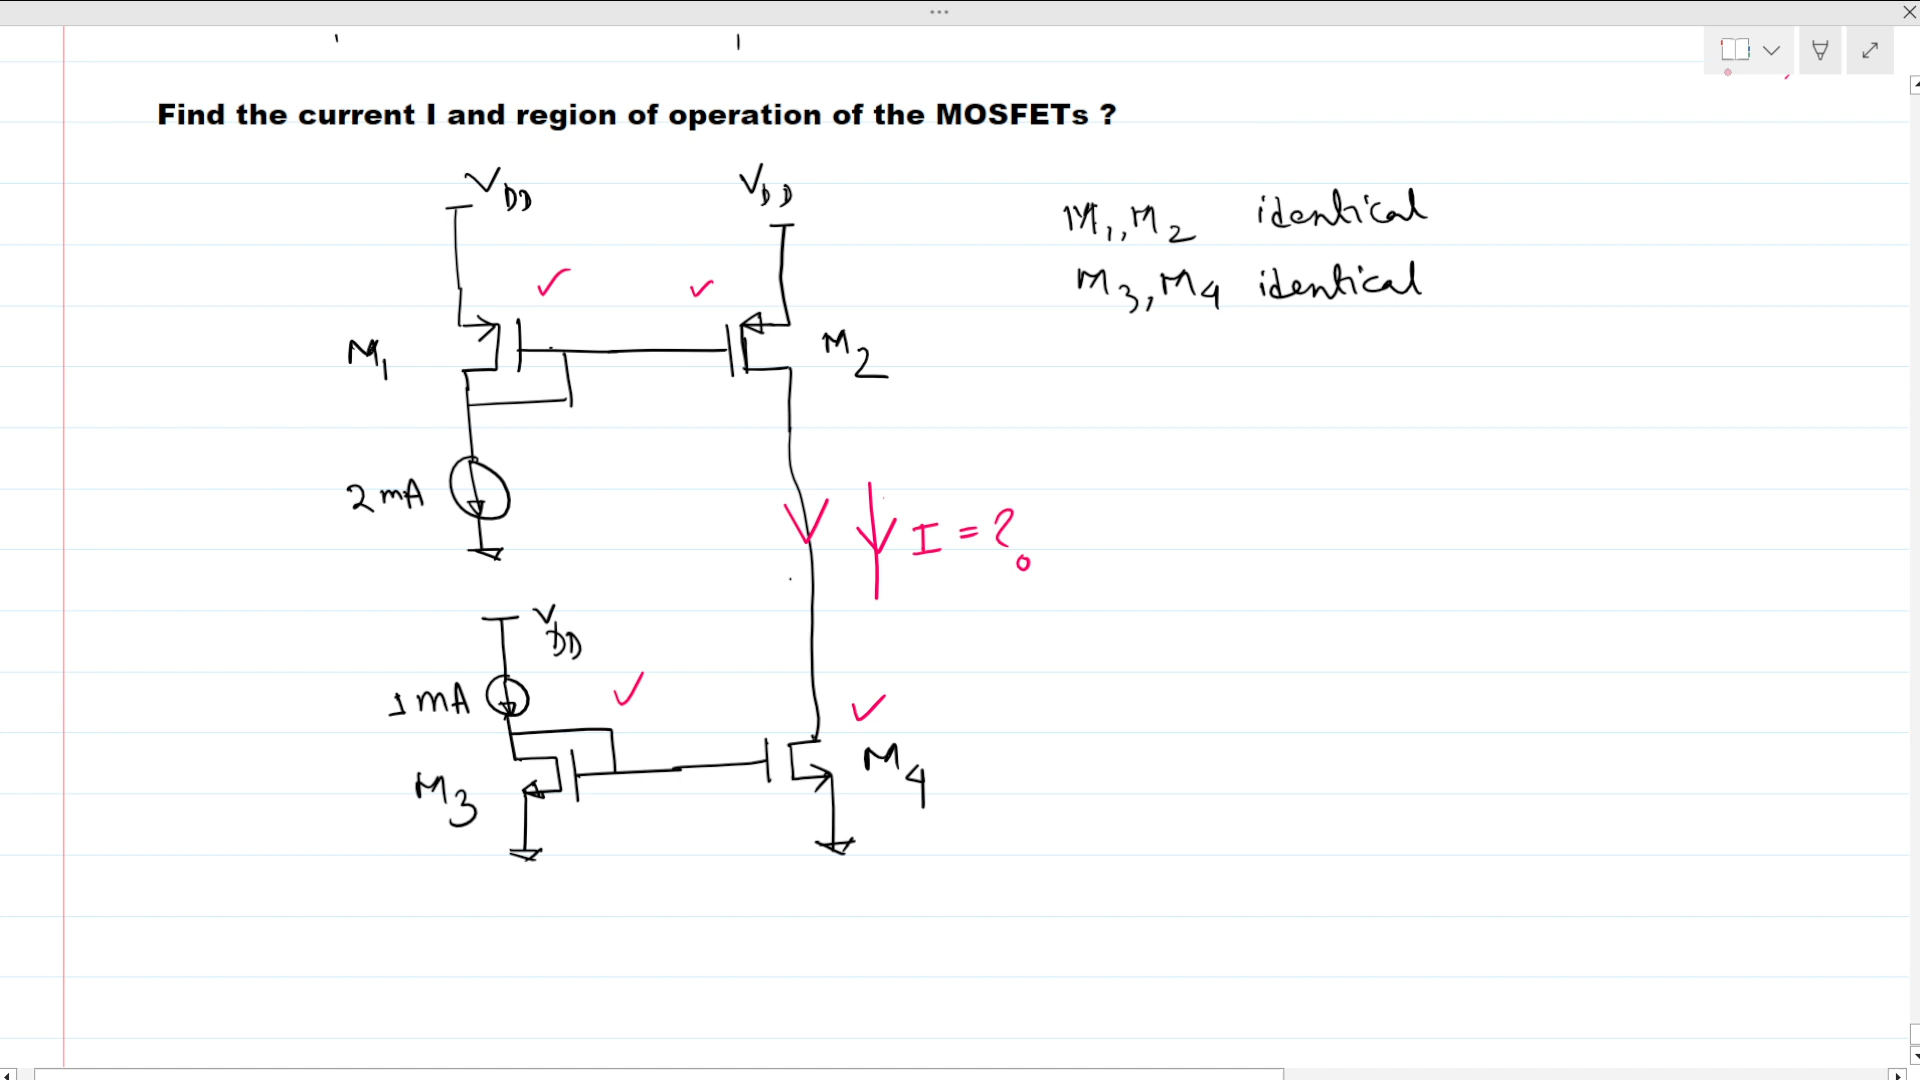 Find the current I and region of operation of the MOSFETs ?
VDD
VDD
M1, M2 identical
M3, M4 identical
M1
M2
2 mA
I = ?
VDD
1 mA
M3
M4